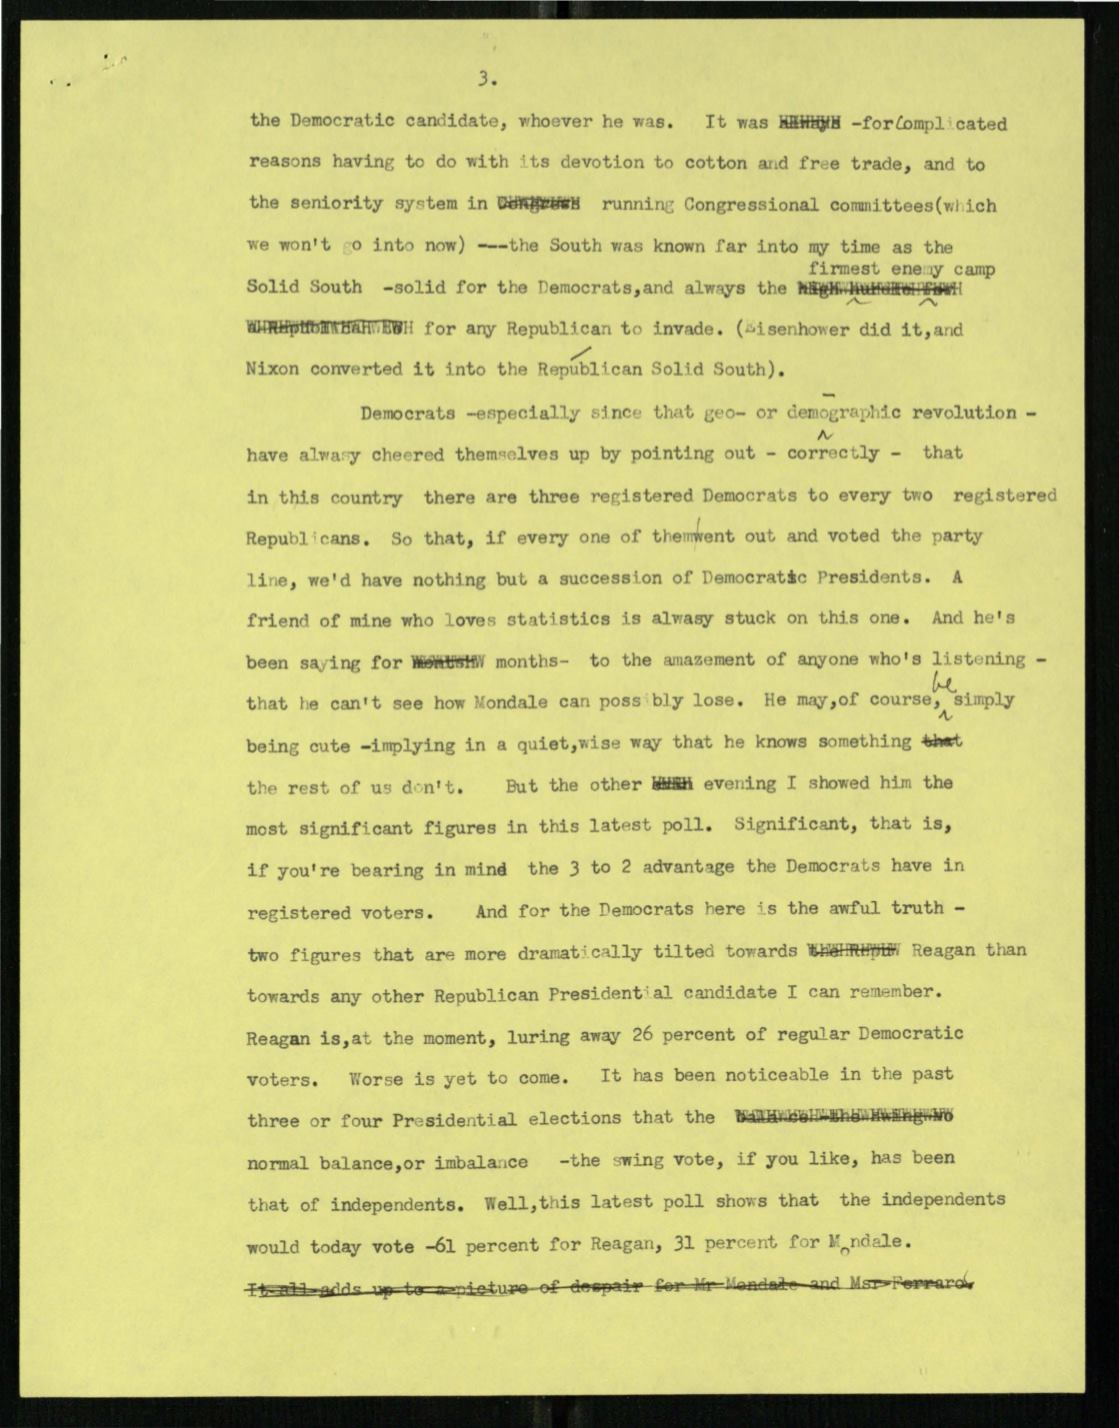 3.
the Democratic candidate, whoever he was. It was -for complicated
reasons having to do with its devotion to cotton and free trade, and to
the seniority system in Congress running Congressional committees(which
we won't go into now) ---the South was known far into my time as the
firmest enemy camp
Solid South -solid for the Democrats,and always the
for any Republican to invade. (Eisenhower did it,and
Nixon converted it into the Republican Solid South).
Democrats -especially since that geo- or demographic revolution -
have alwasy cheered themselves up by pointing out - correctly - that
in this country there are three registered Democrats to every two registered
Republicans. So that, if every one of them went out and voted the party
line, we'd have nothing but a succession of Democratic Presidents. A
friend of mine who loves statistics is alwasy stuck on this one. And he's
been saying for months- to the amazement of anyone who's listening -
that he can't see how Mondale can possibly lose. He may,of course, be simply
being cute -implying in a quiet,wise way that he knows something that
the rest of us don't. But the other evening I showed him the
most significant figures in this latest poll. Significant, that is,
if you're bearing in mind the 3 to 2 advantage the Democrats have in
registered voters. And for the Democrats here is the awful truth -
two figures that are more dramatically tilted towards the Repub Reagan than
towards any other Republican Presidential candidate I can remember.
Reagan is,at the moment, luring away 26 percent of regular Democratic
voters. Worse is yet to come. It has been noticeable in the past
three or four Presidential elections that the balance -the swing vo
normal balance,or imbalance -the swing vote, if you like, has been
that of independents. Well,this latest poll shows that the independents
would today vote -61 percent for Reagan, 31 percent for Mondale.
It all adds up to a picture of despair for Mr Mondale and Msr Ferraro.